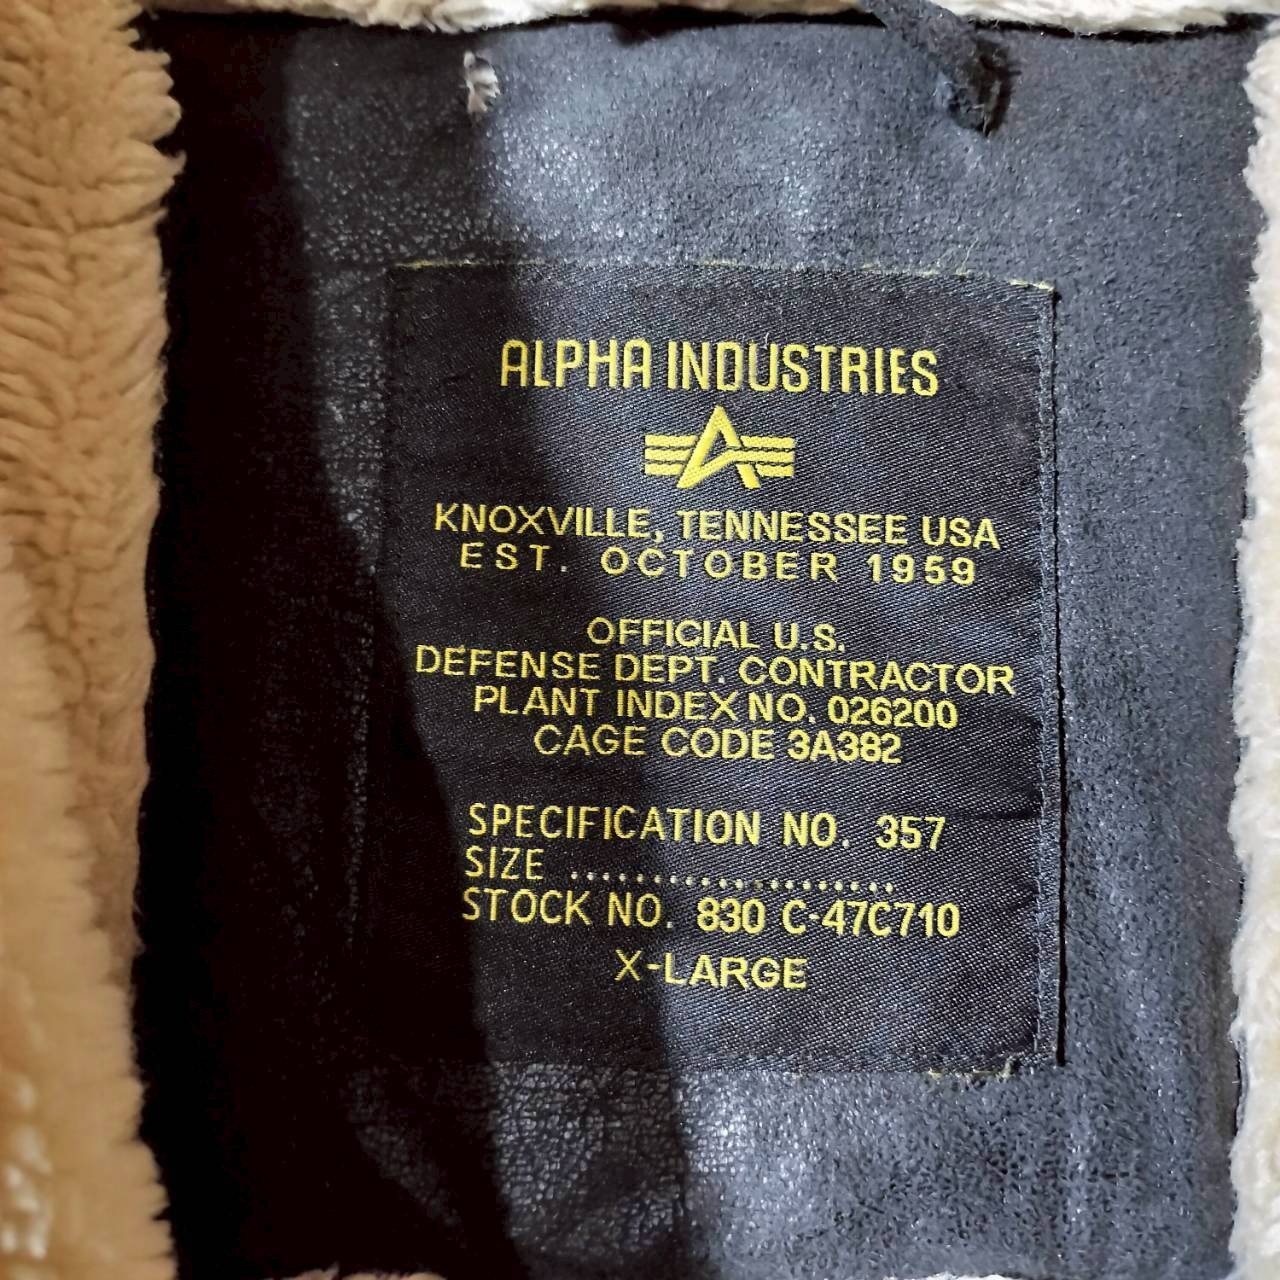 ALPHA INDUSTRIES
KNOXVILLE, TENNESSEE USA
EST. OCTOBER 1959
OFFICIAL U.S.
DEFENSE DEPT. CONTRACTOR
PLANT INDEX NO. 026200
CAGE CODE 3A382
SPECIFICATION NO. 357
SIZE ....................
STOCK NO. 830 C-47C710
X-LARGE